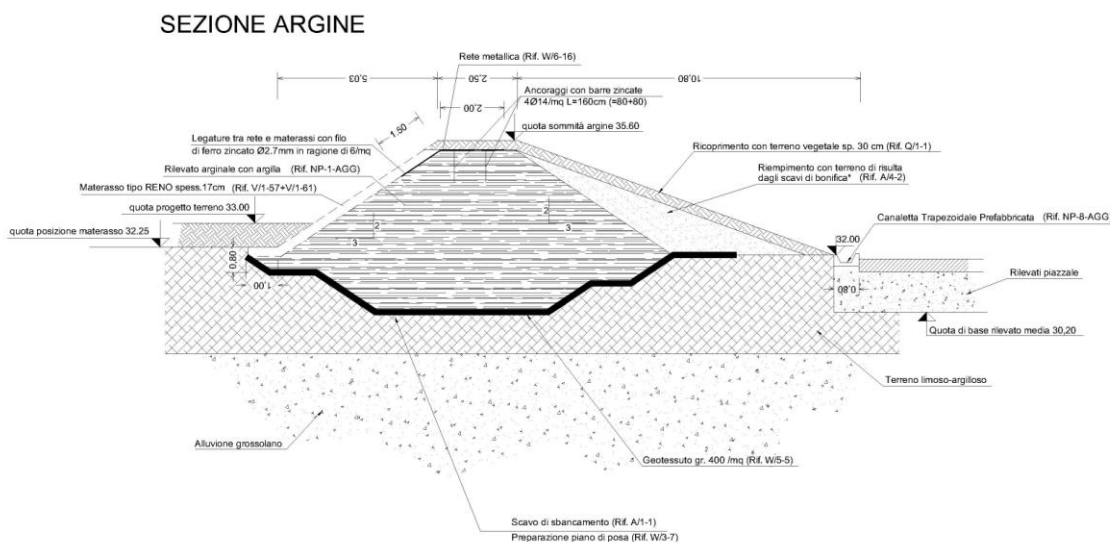 SEZIONE ARGINE
Rete metallica (Rif. W/6-16)
5,03
2,50
10,80
2,00
Ancoraggi con barre zincate
4Ø14/mq L=160cm (=80+80)
1,50
quota sommità argine 35.60
Legature tra rete e materassi con filo
di ferro zincato Ø2.7mm in ragione di 6/mq
Ricoprimento con terreno vegetale sp. 30 cm (Rif. Q/1-1)
Rilevato arginale con argilla (Rif. NP-1-AGG)
Riempimento con terreno di risulta
dagli scavi di bonifica* (Rif. A/4-2)
Materasso tipo RENO spess.17cm (Rif. V/1-57+V/1-61)
quota progetto terreno 33.00
Canaletta Trapezoidale Prefabbricata (Rif. NP-8-AGG
quota posizione materasso 32.25
2
3
2
3
32.00
0,80
1,00
0,80
Rilevati piazzale
Quota di base rilevato media 30,20
Terreno limoso-argilloso
Alluvione grossolano
Geotessuto gr. 400 /mq (Rif. W/5-5)
Scavo di sbancamento (Rif. A/1-1)
Preparazione piano di posa (Rif. W/3-7)